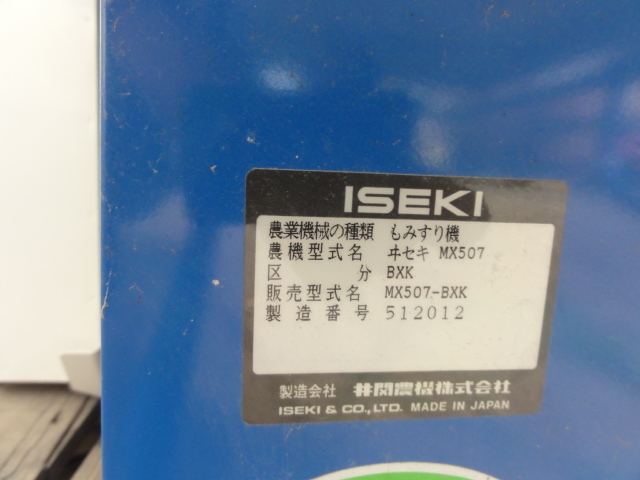 ISEKI
農業機械の種類 もみすり機
農機型式名 ヰセキ MX507
区分 BXK
販売型式名 MX507-BXK
製造番号 512012
製造会社 井関農機株式会社
ISEKI & CO., LTD. MADE IN JAPAN